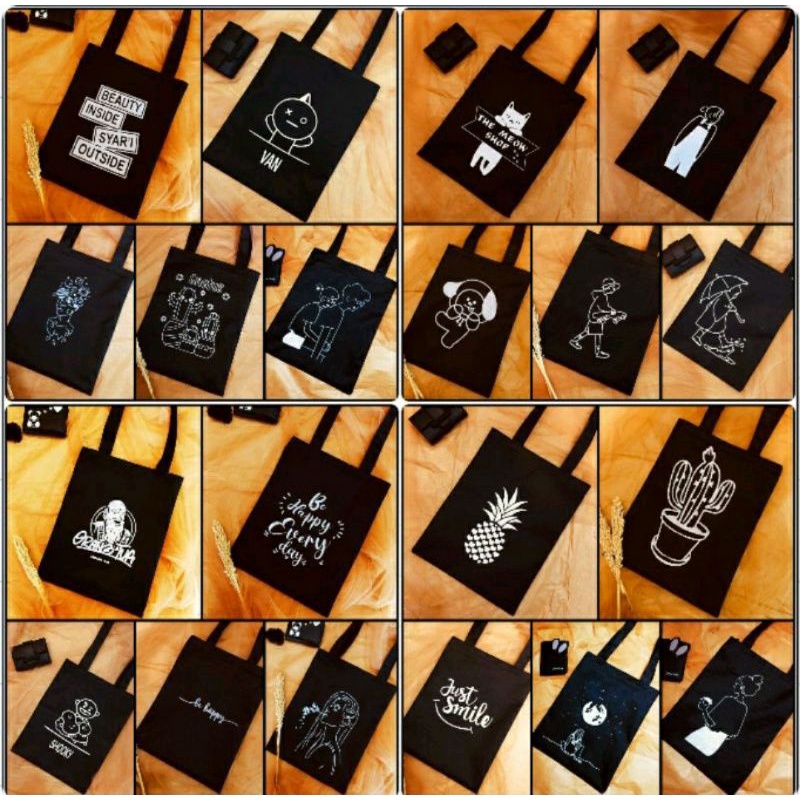 BEAUTY
INSIDE
SYAR'I
OUTSIDE
VAN
THE MEOW
SHOP
Be
Happy
Every
day
Just
Smile
SHOOKY
be happy